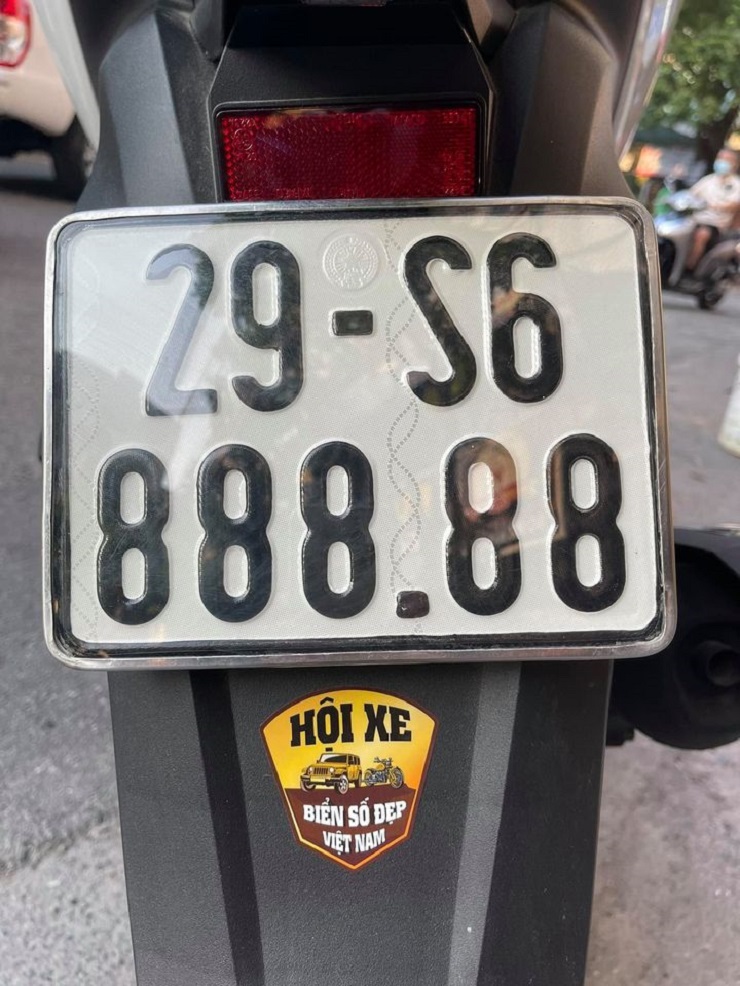 29-S6
888.88
HỘI XE
BIỂN SỐ ĐẸP
VIỆT NAM